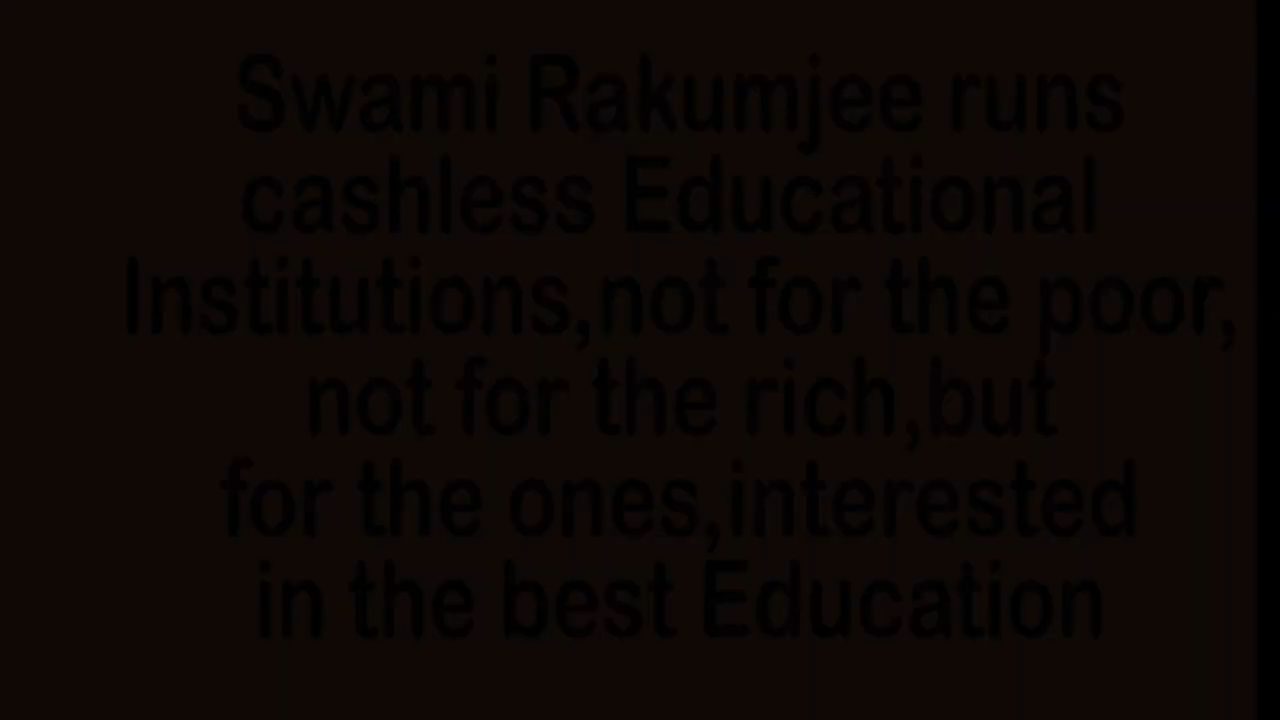 Swami Rakumjee runs
cashless Educational
Institutions,not for the poor,
not for the rich,but
for the ones,interested
in the best Education